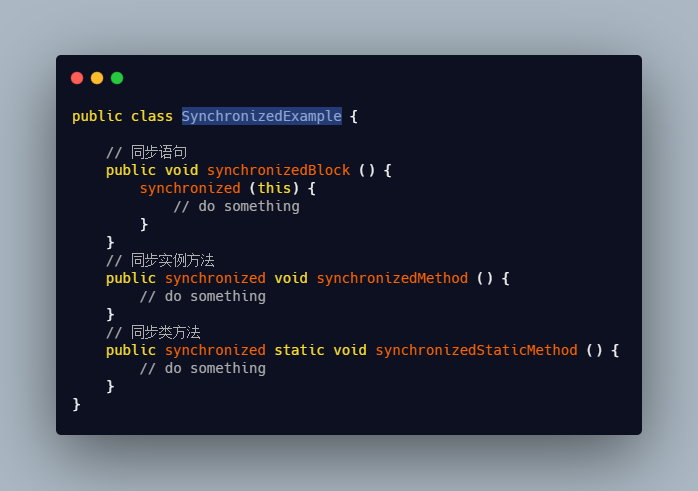 public class SynchronizedExample {
// 同步语句
public void synchronizedBlock () {
synchronized (this) {
// do something
}
}
// 同步实例方法
public synchronized void synchronizedMethod () {
// do something
}
// 同步类方法
public synchronized static void synchronizedStaticMethod () {
// do something
}
}